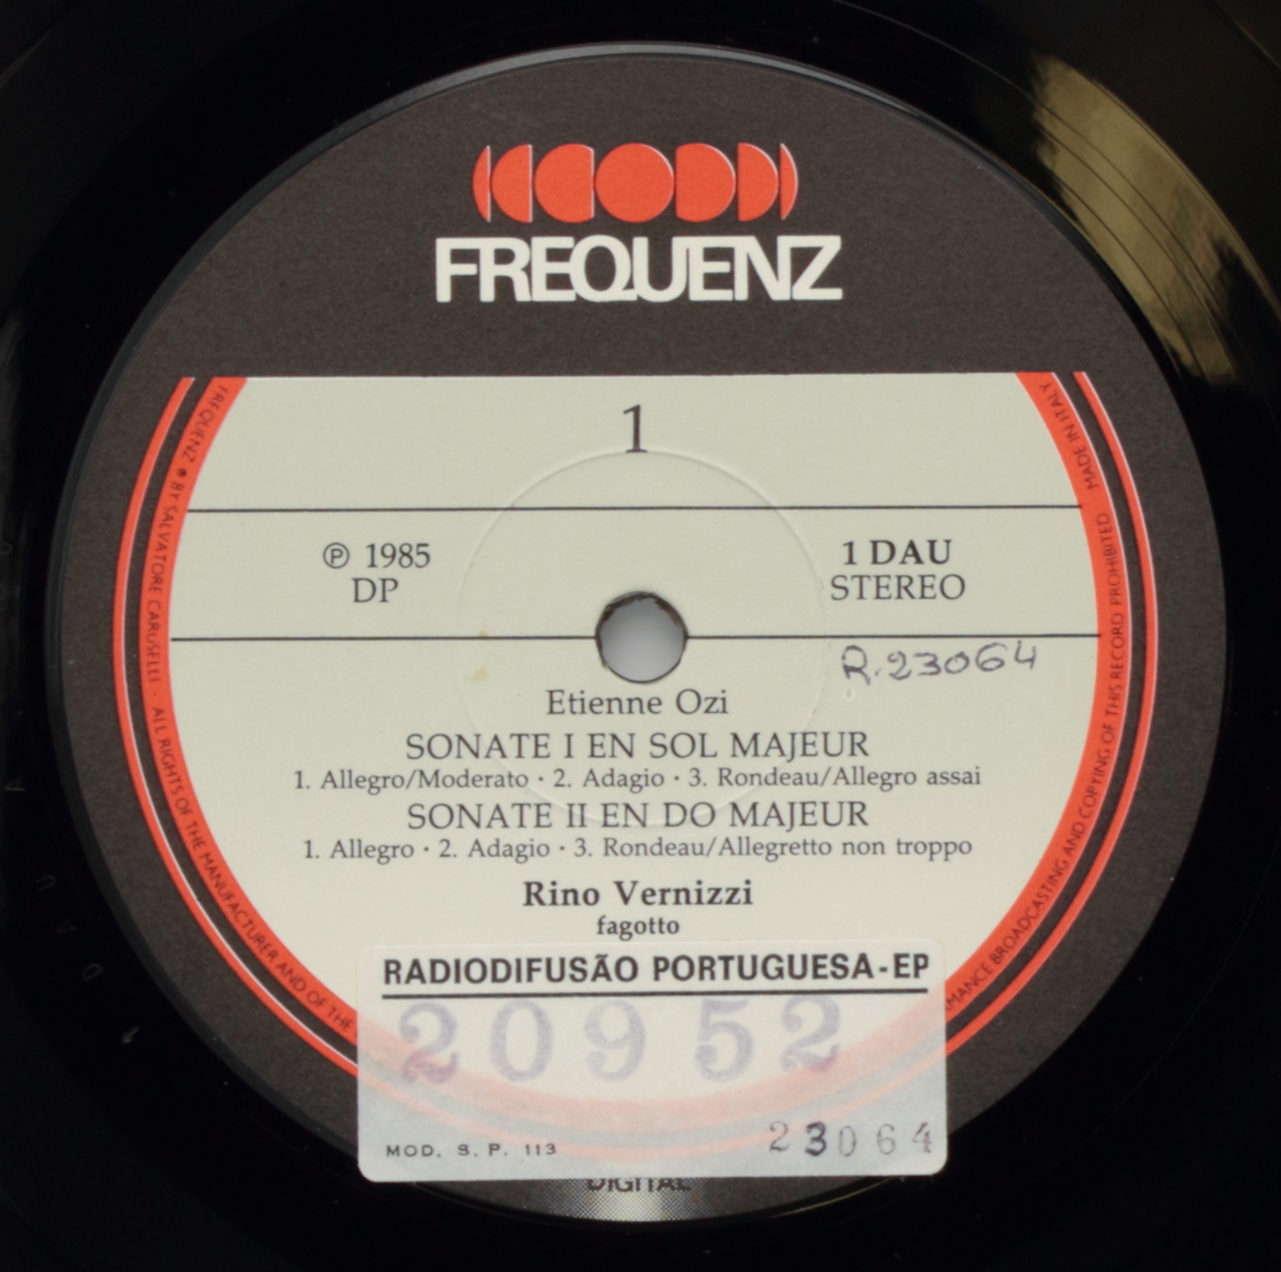 FREQUENZ
1
℗ 1985
DP
1 DAU
STEREO
R.23064
Etienne Ozi
SONATE I EN SOL MAJEUR
1. Allegro/Moderato · 2. Adagio · 3. Rondeau/Allegro assai
SONATE II EN DO MAJEUR
1. Allegro · 2. Adagio · 3. Rondeau/Allegretto non troppo
Rino Vernizzi
fagotto
RADIODIFUSÃO PORTUGUESA-EP
20952
23064
MOD. S. P. 113
DIGITAL
FREQUENZ ● BY SALVATORE CARUSELLI - ALL RIGHTS OF THE MANUFACTURER AND OF THE
BROADCASTING AND COPYING OF THIS RECORD PROHIBITED MADE IN ITALY